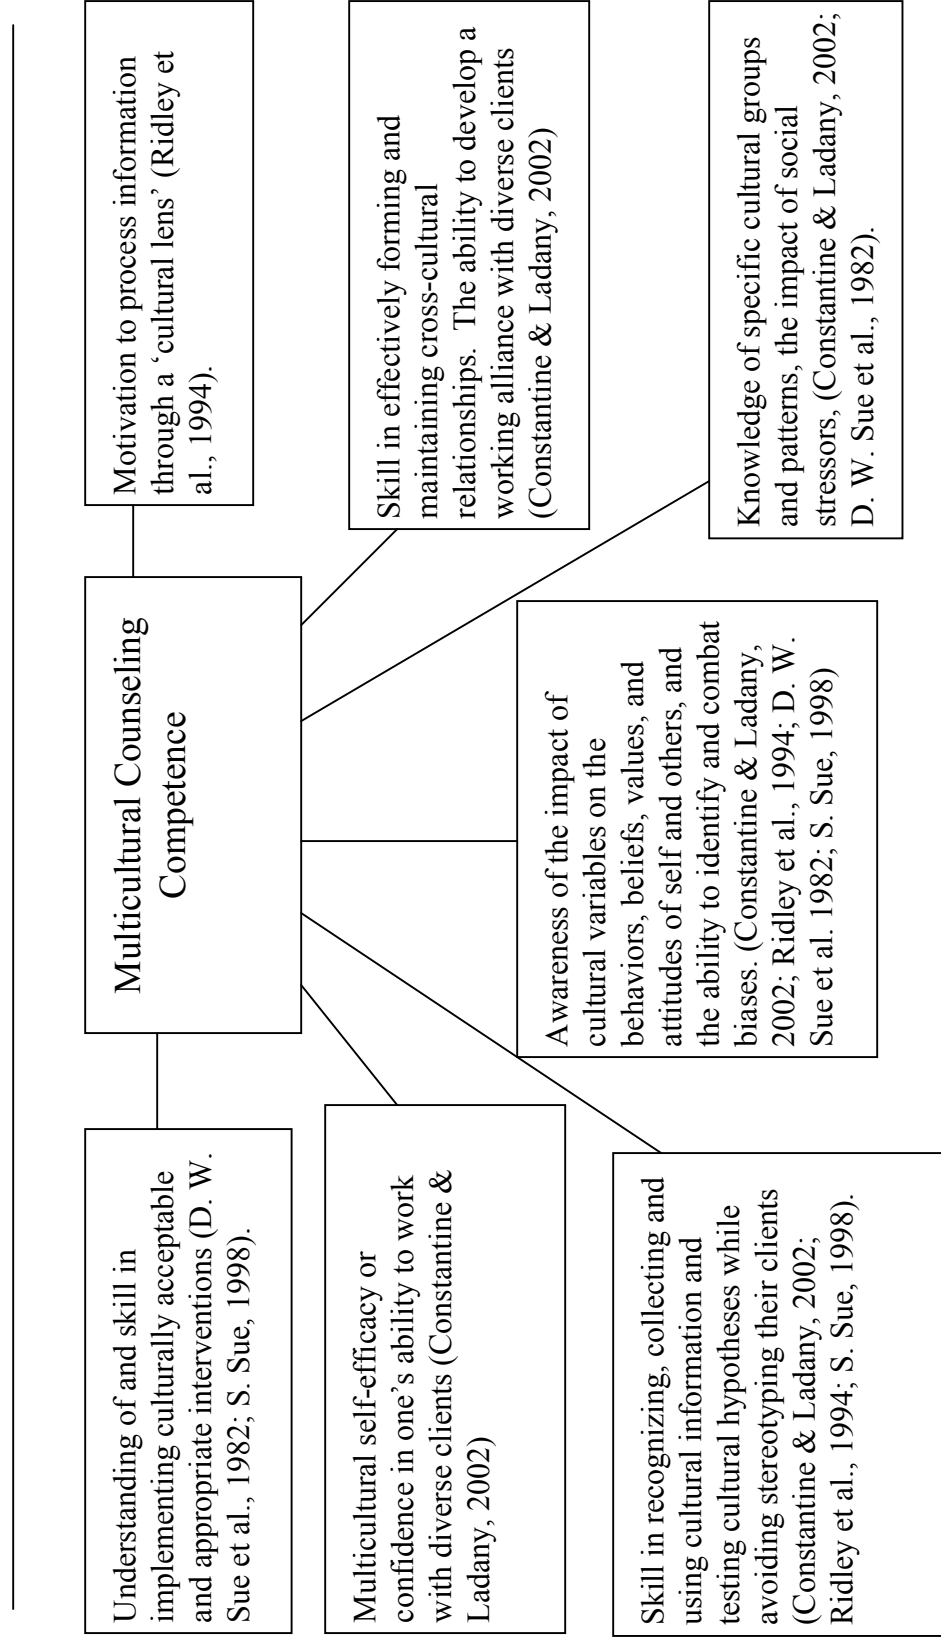 Multicultural Counseling
Competence
Understanding of and skill in
implementing culturally acceptable
and appropriate interventions (D. W.
Sue et al., 1982; S. Sue, 1998).
Multicultural self-efficacy or
confidence in one’s ability to work
with diverse clients (Constantine &
Ladany, 2002)
Skill in recognizing, collecting and
using cultural information and
testing cultural hypotheses while
avoiding stereotyping their clients
(Constantine & Ladany, 2002;
Ridley et al., 1994; S. Sue, 1998).
Awareness of the impact of
cultural variables on the
behaviors, beliefs, values, and
attitudes of self and others, and
the ability to identify and combat
biases. (Constantine & Ladany,
2002; Ridley et al., 1994; D. W.
Sue et al. 1982; S. Sue, 1998)
Motivation to process information
through a ‘cultural lens’ (Ridley et
al., 1994).
Skill in effectively forming and
maintaining cross-cultural
relationships.  The ability to develop a
working alliance with diverse clients
(Constantine & Ladany, 2002)
Knowledge of specific cultural groups
and patterns, the impact of social
stressors, (Constantine & Ladany, 2002;
D. W. Sue et al., 1982).